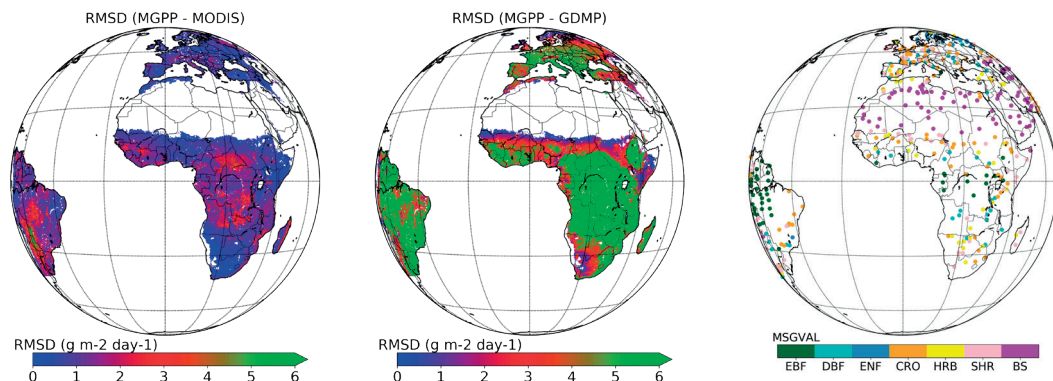 RMSD (MGPP - MODIS)
RMSD (MGPP - GDMP)
RMSD (g m-2 day-1)
0 1 2 3 4 5 6
RMSD (g m-2 day-1)
0 1 2 3 4 5 6
MSGVAL
EBF DBF ENF CRO HRB SHR BS